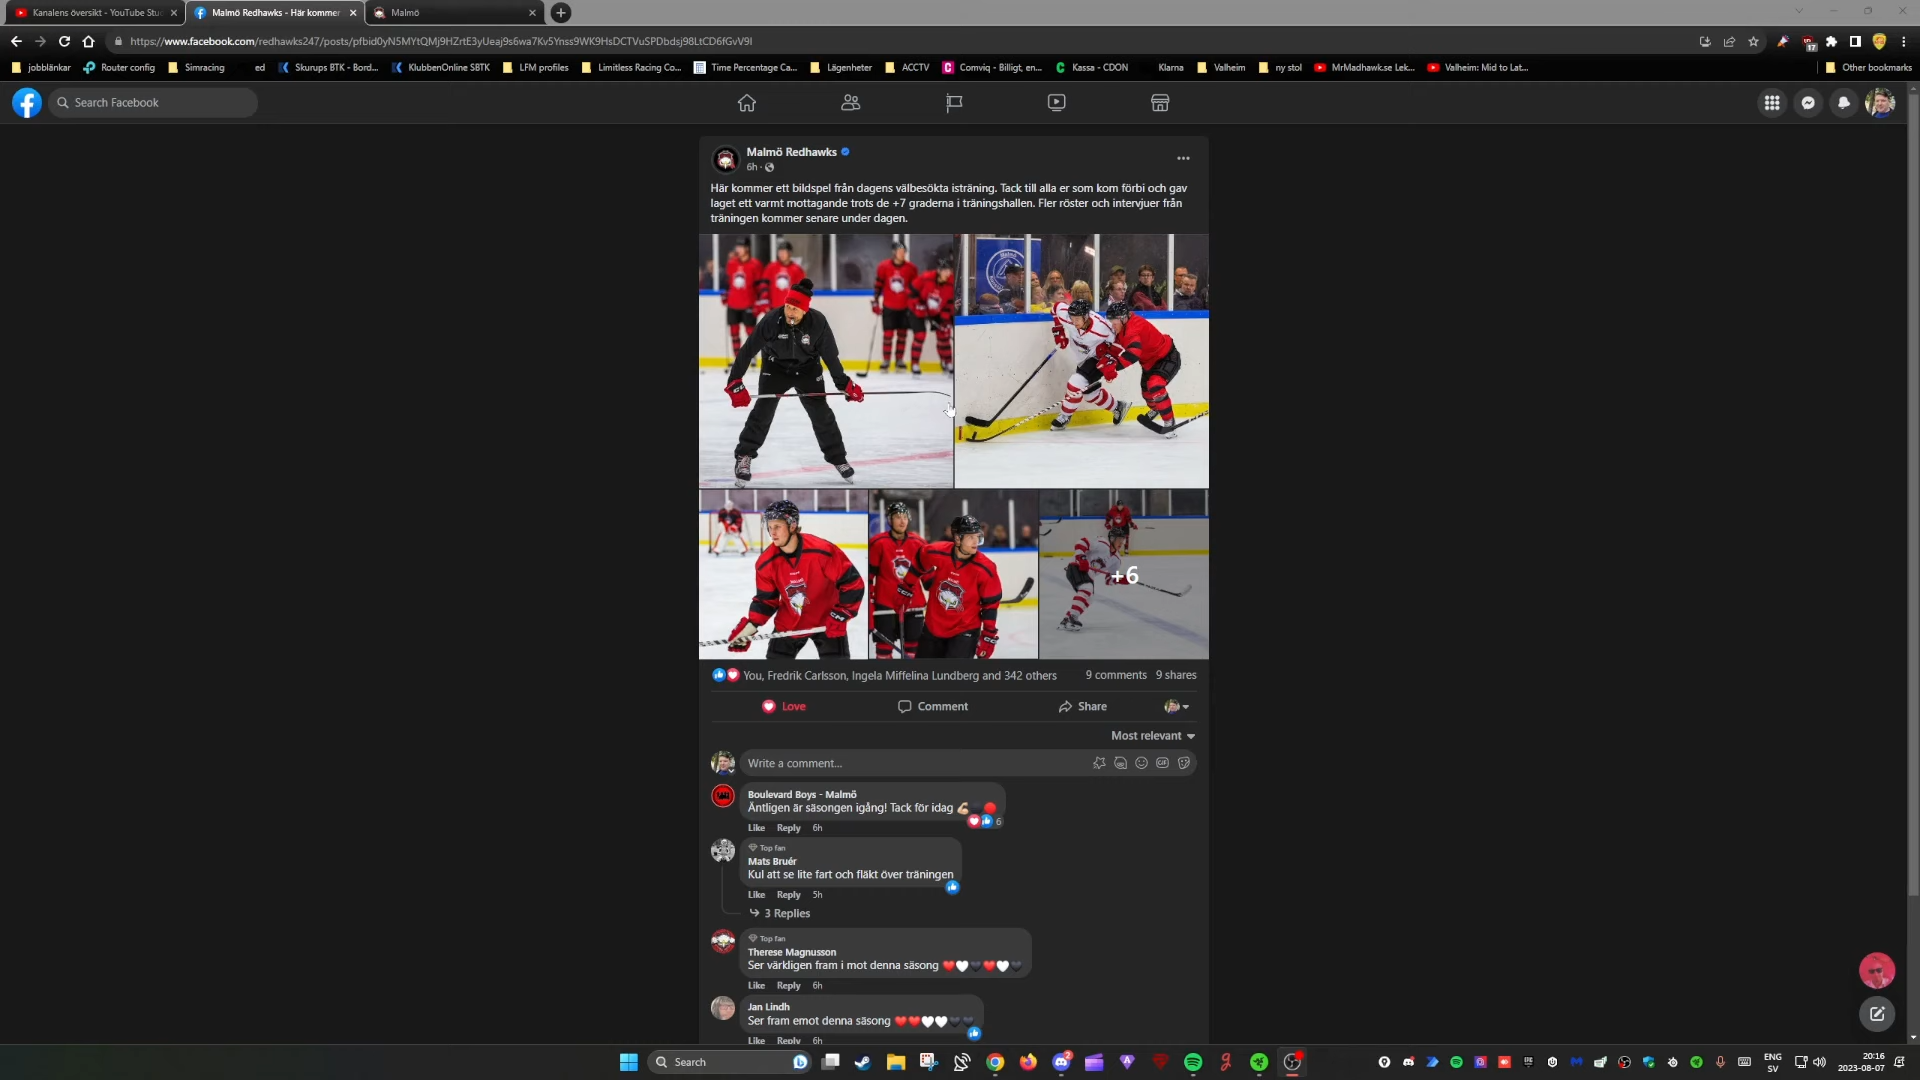 Kanalens översikt - YouTube Stu
Malmö Redhawks - Här kommer
Malmö
https://www.facebook.com/redhawks247/posts/pfbid0yN5MYtQMj9HZrtE3yUeaj9s6wa7Kv5Ynss9WK9HsDCTVuSPDbdsj98LtCD6fGvV9l
17
jobblänkar
Router config
Simracing
ed
Skurups BTK - Bord...
KlubbenOnline SBTK
LFM profiles
Limitless Racing Co...
Time Percentage Ca...
Lägenheter
ACCTV
Comviq - Billigt, en...
Kassa - CDON
Klarna
Valheim
ny stol
MrMadhawk.se Lek...
Valheim: Mid to Lat...
Other bookmarks
Search Facebook
Malmö Redhawks
6h ·
Här kommer ett bildspel från dagens välbesökta isträning. Tack till alla er som kom förbi och gav
laget ett varmt mottagande trots de +7 graderna i träningshallen. Fler röster och intervjuer från
träningen kommer senare under dagen.
+6
You, Fredrik Carlsson, Ingela Miffelina Lundberg and 342 others
9 comments 9 shares
Love
Comment
Share
Most relevant
Write a comment...
GIF
Boulevard Boys - Malmö
Äntligen är säsongen igång! Tack för idag 💪🏼🖤🔴
6
Like Reply 6h
Top fan
Mats Bruér
Kul att se lite fart och fläkt över träningen
Like Reply 5h
3 Replies
Top fan
Therese Magnusson
Ser värkligen fram i mot denna säsong ❤️🤍🖤❤️🤍🖤
Like Reply 6h
Jan Lindh
Ser fram emot denna säsong ❤️❤️🤍🤍🖤🖤
Like Reply 6h
Search
2
ENG
SV
20:16
2023-08-07